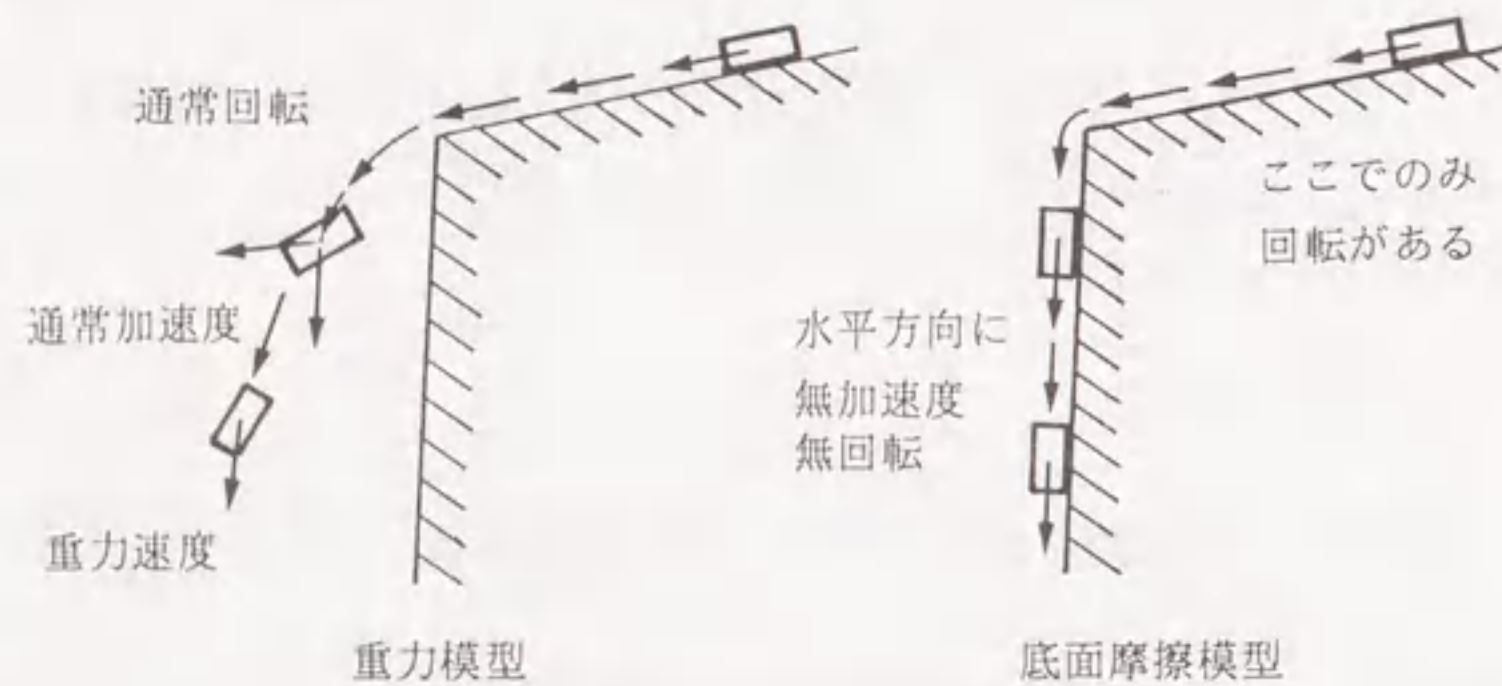 通常回転
通常加速度
重力速度
重力模型
ここでのみ
回転がある
水平方向に
無加速度
無回転
底面摩擦模型